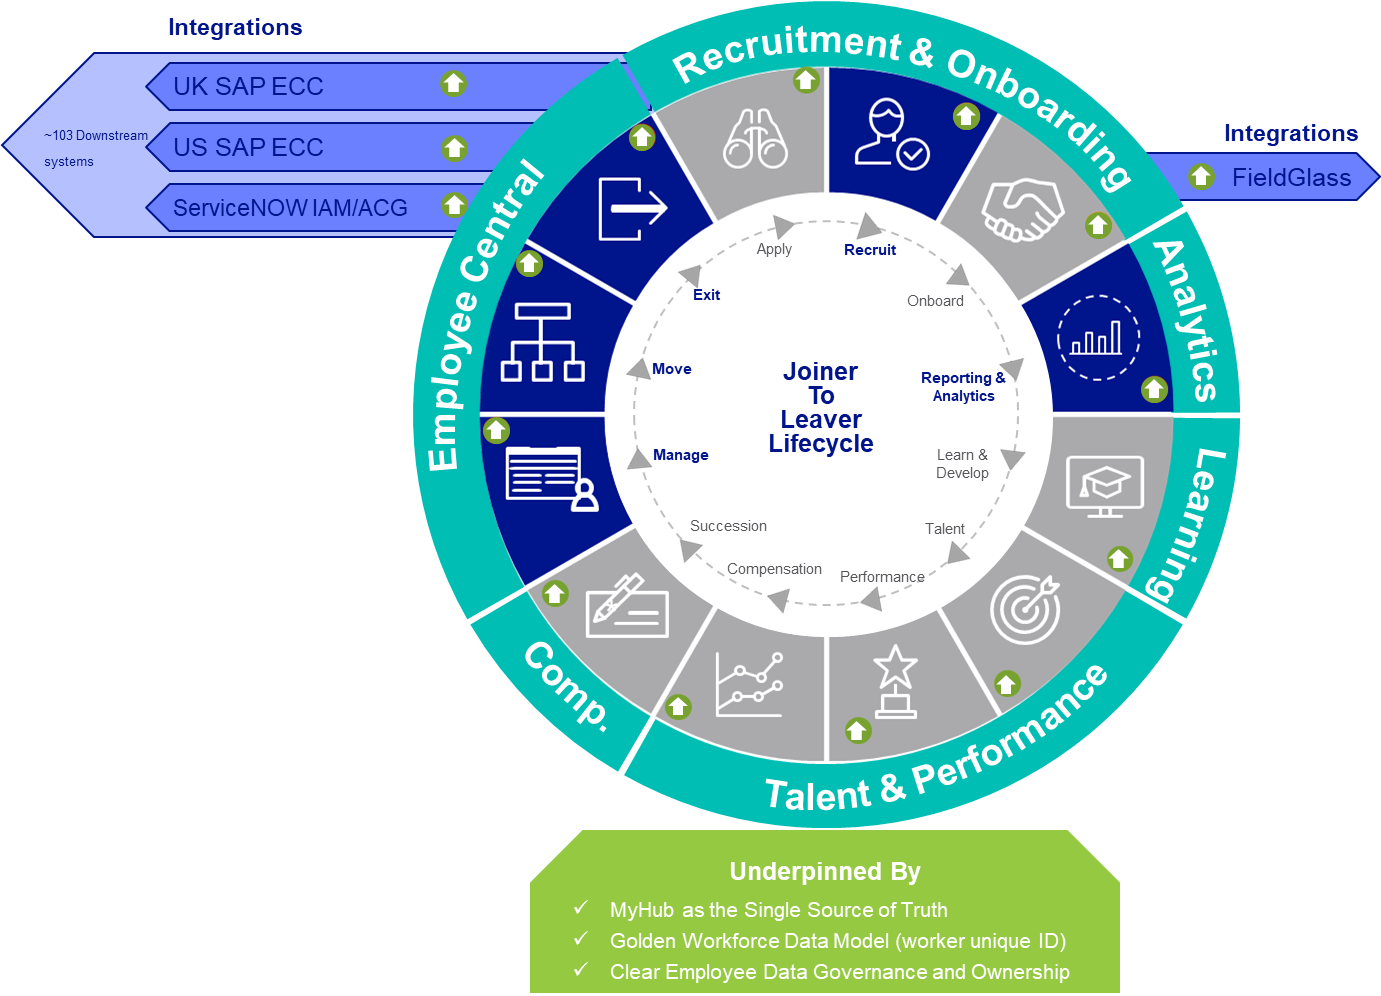 Integrations
UK SAP ECC
US SAP ECC
ServiceNOW IAM/ACG
~103 Downstream
systems
Recruitment & Onboarding
Integrations
FieldGlass
Analytics
Learning
Talent & Performance
Comp.
Employee Central
Apply
Recruit
Onboard
Reporting &
Analytics
Learn &
Develop
Talent
Performance
Compensation
Succession
Manage
Move
Exit
Joiner
To
Leaver
Lifecycle
Underpinned By
✓ MyHub as the Single Source of Truth
✓ Golden Workforce Data Model (worker unique ID)
✓ Clear Employee Data Governance and Ownership